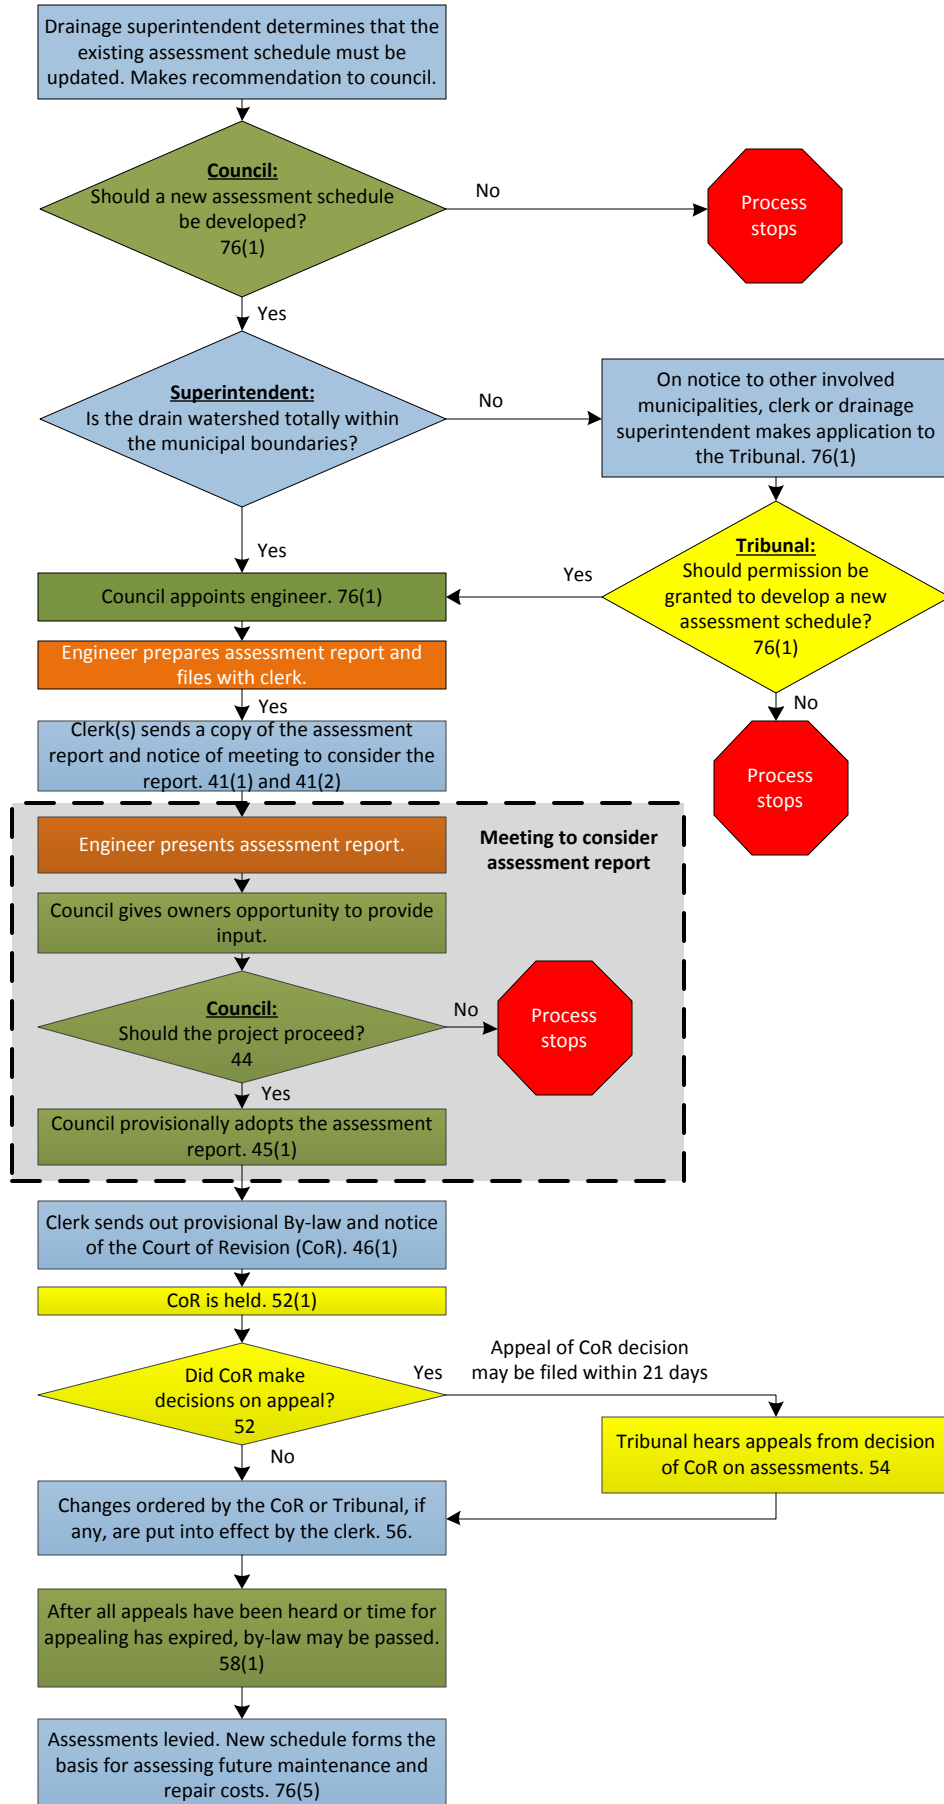 Drainage superintendent determines that the
existing assessment schedule must be
updated. Makes recommendation to council.
Council:
Should a new assessment schedule
be developed?
76(1)
No
Process
stops
Yes
Superintendent:
Is the drain watershed totally within
the municipal boundaries?
No
On notice to other involved
municipalities, clerk or drainage
superintendent makes application to
the Tribunal. 76(1)
Yes
Tribunal:
Should permission be
granted to develop a new
assessment schedule?
76(1)
Yes
No
Process
stops
Council appoints engineer. 76(1)
Engineer prepares assessment report and
files with clerk.
Yes
Clerk(s) sends a copy of the assessment
report and notice of meeting to consider the
report. 41(1) and 41(2)
Meeting to consider
assessment report
Engineer presents assessment report.
Council gives owners opportunity to provide
input.
Council:
Should the project proceed?
44
No
Process
stops
Yes
Council provisionally adopts the assessment
report. 45(1)
Clerk sends out provisional By-law and notice
of the Court of Revision (CoR). 46(1)
CoR is held. 52(1)
Did CoR make
decisions on appeal?
52
Yes
Appeal of CoR decision
may be filed within 21 days
Tribunal hears appeals from decision
of CoR on assessments. 54
No
Changes ordered by the CoR or Tribunal, if
any, are put into effect by the clerk. 56.
After all appeals have been heard or time for
appealing has expired, by-law may be passed.
58(1)
Assessments levied. New schedule forms the
basis for assessing future maintenance and
repair costs. 76(5)